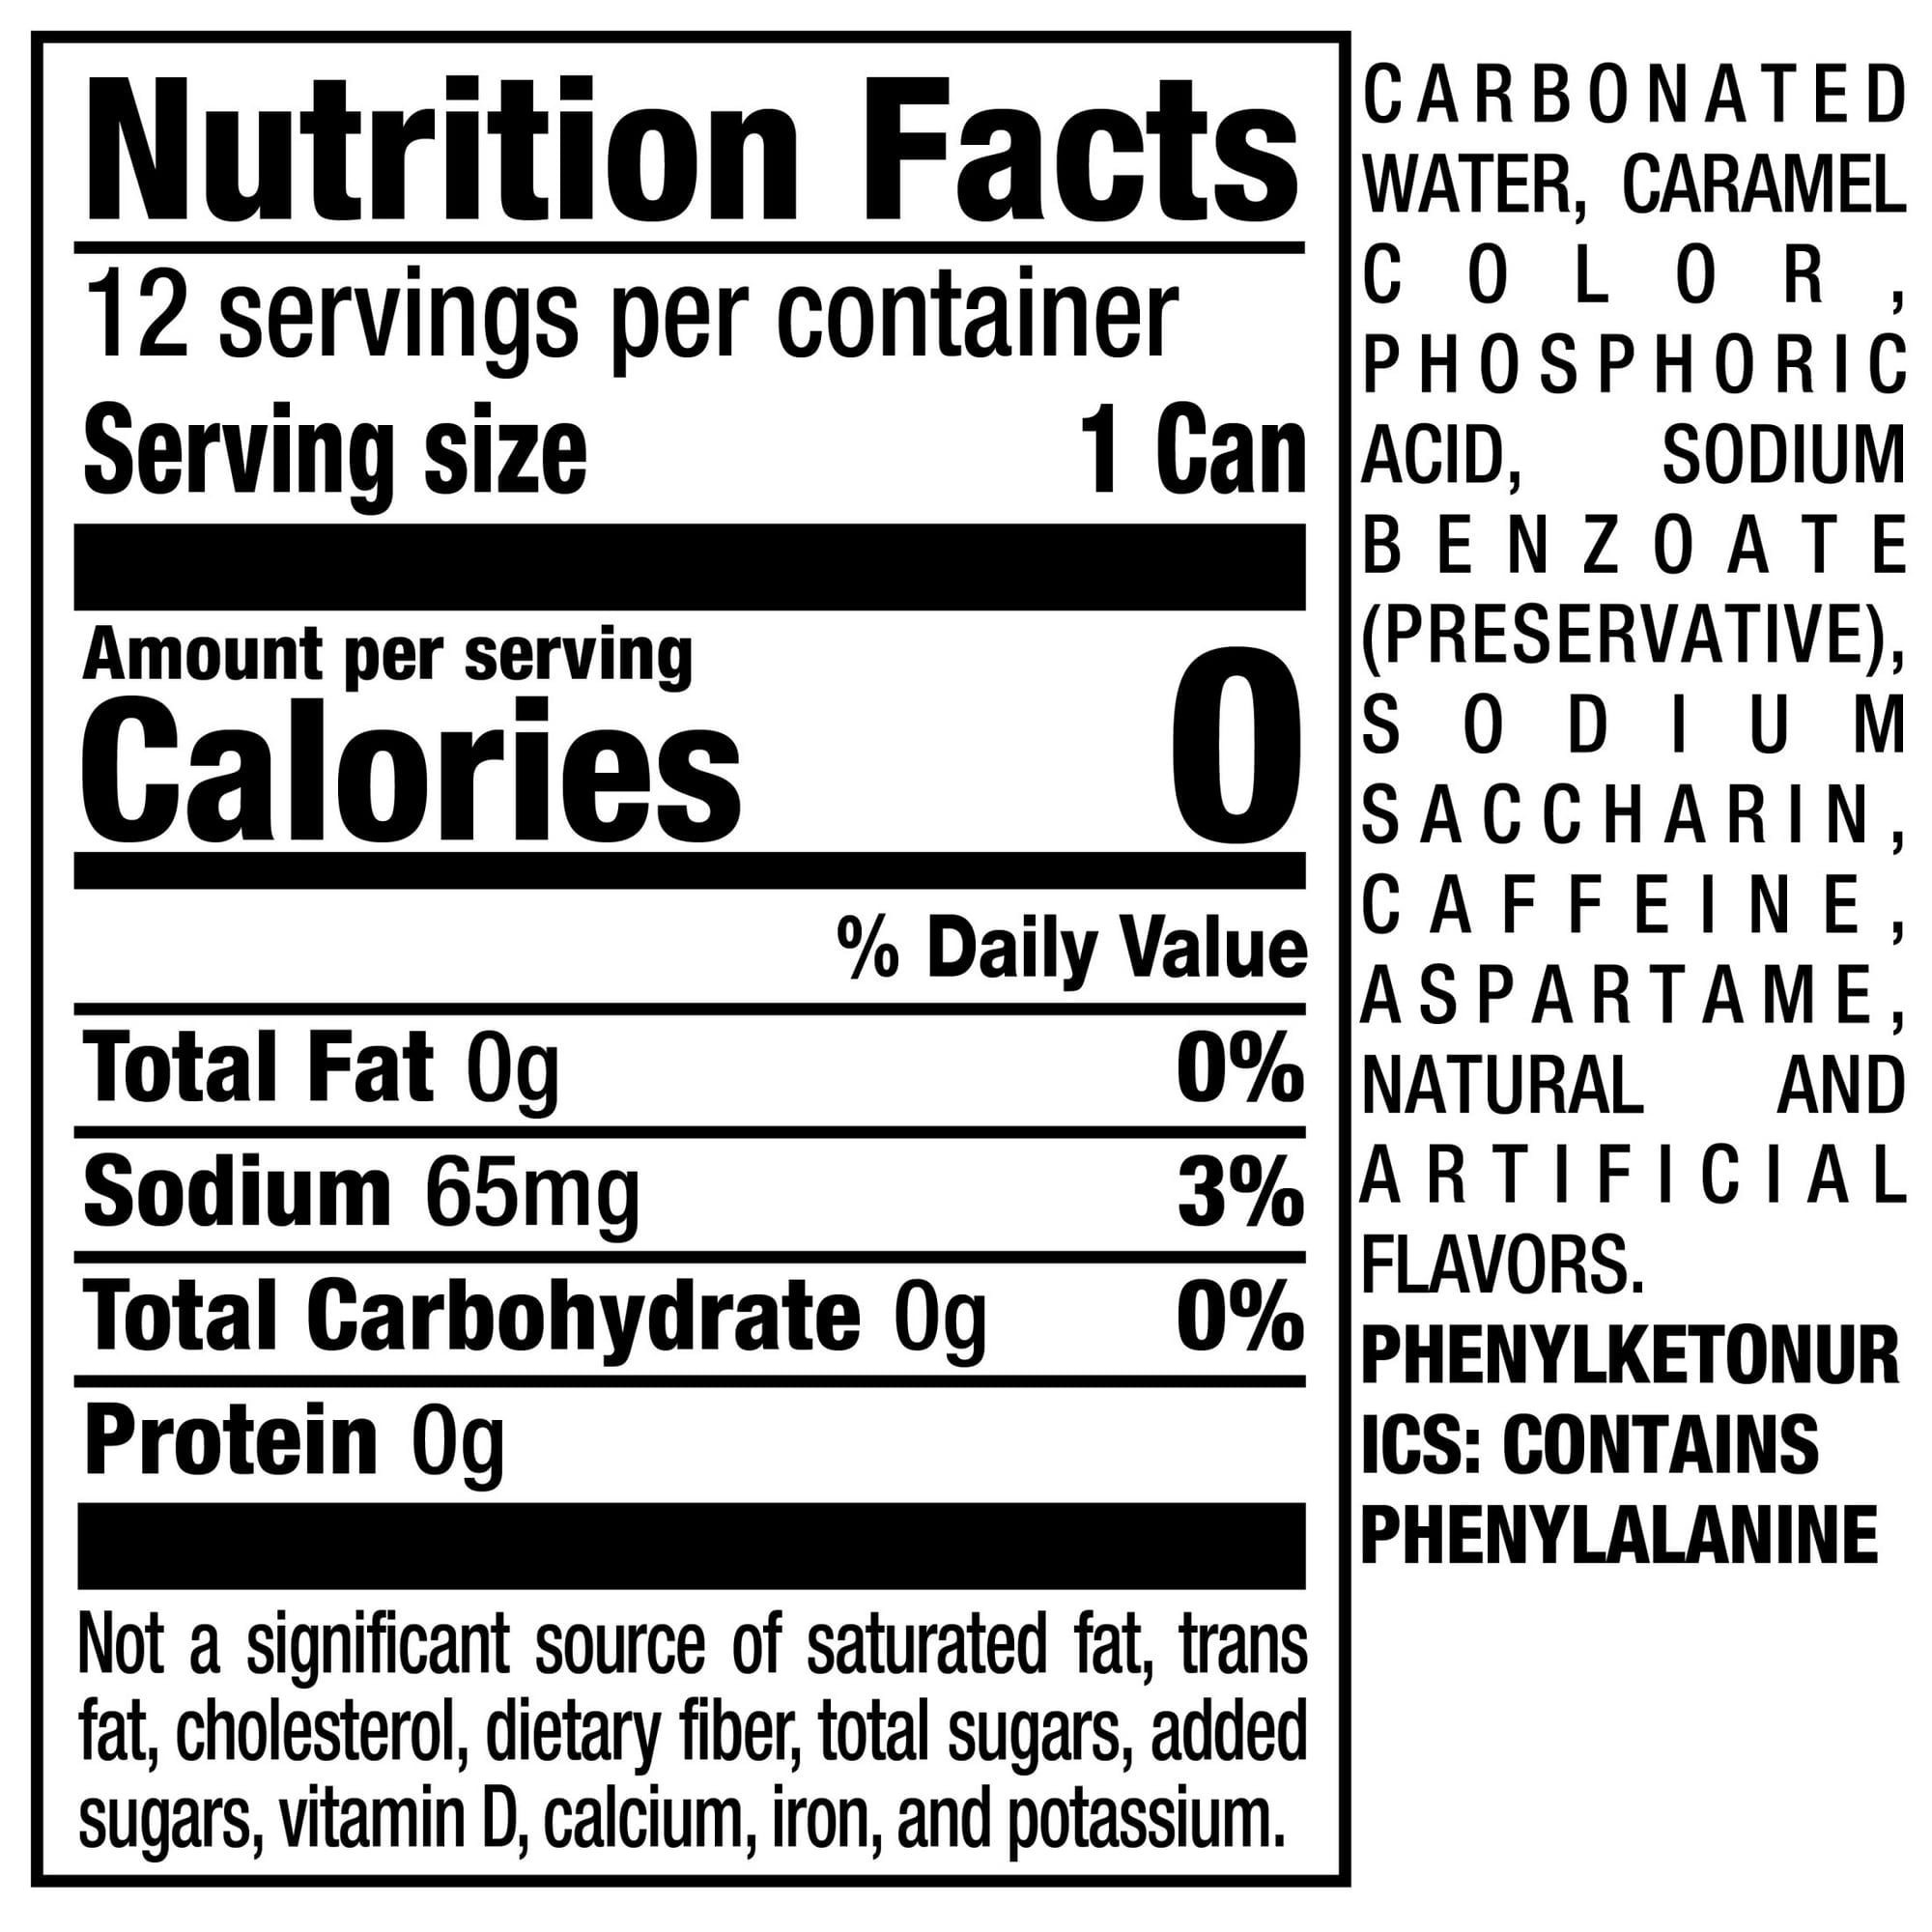 Nutrition Facts
12 servings per container
Serving size 1 Can
Amount per serving
Calories 0
% Daily Value
Total Fat 0g 0%
Sodium 65mg 3%
Total Carbohydrate 0g 0%
Protein 0g
Not a significant source of saturated fat, trans
fat, cholesterol, dietary fiber, total sugars, added
sugars, vitamin D, calcium, iron, and potassium.
CARBONATED
WATER, CARAMEL
COLOR,
PHOSPHORIC
ACID, SODIUM
BENZOATE
(PRESERVATIVE),
SODIUM
SACCHARIN,
CAFFEINE,
ASPARTAME,
NATURAL AND
ARTIFICIAL
FLAVORS.
PHENYLKETONUR
ICS: CONTAINS
PHENYLALANINE